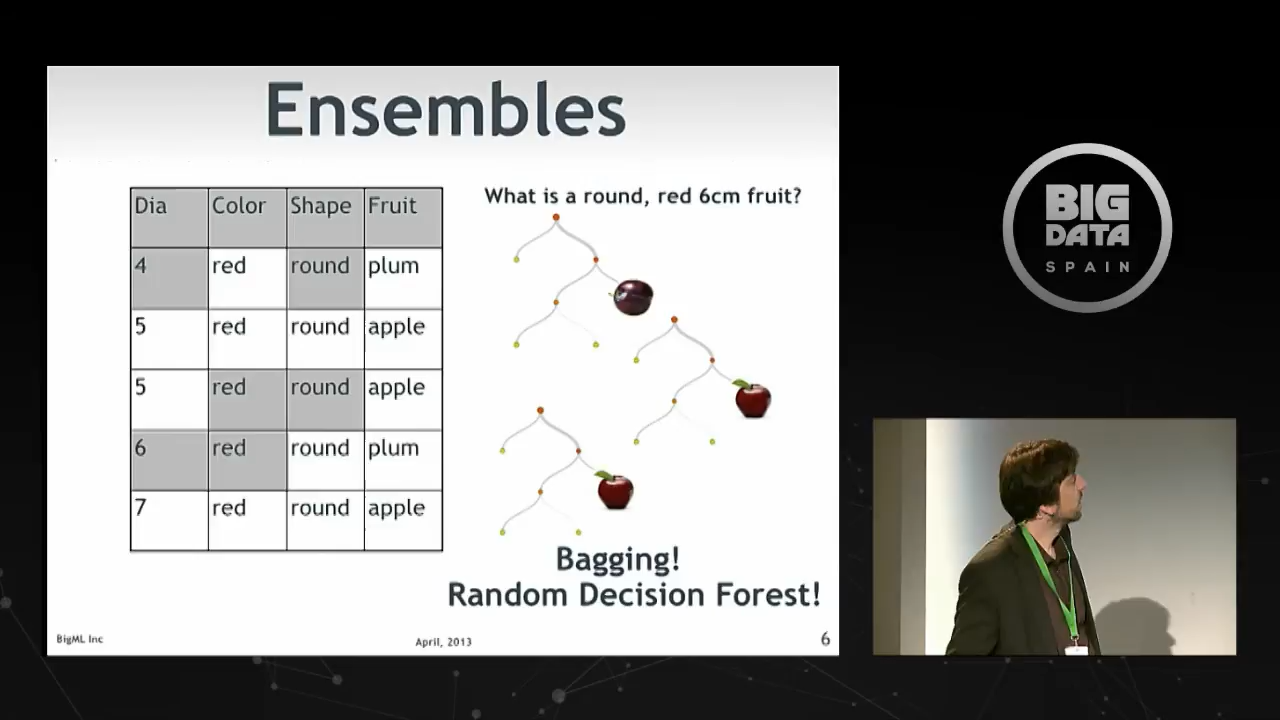 Ensembles
Dia Color Shape Fruit
4 red round plum
5 red round apple
5 red round apple
6 red round plum
7 red round apple
What is a round, red 6cm fruit?
Bagging!
Random Decision Forest!
BigML Inc
April, 2013
6
BIG
DATA
SPAIN